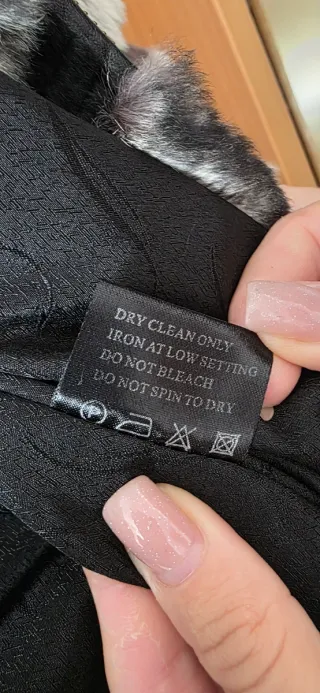 DRY CLEAN ONLY
IRON AT LOW SETTING
DO NOT BLEACH
DO NOT SPIN TO DRY
P